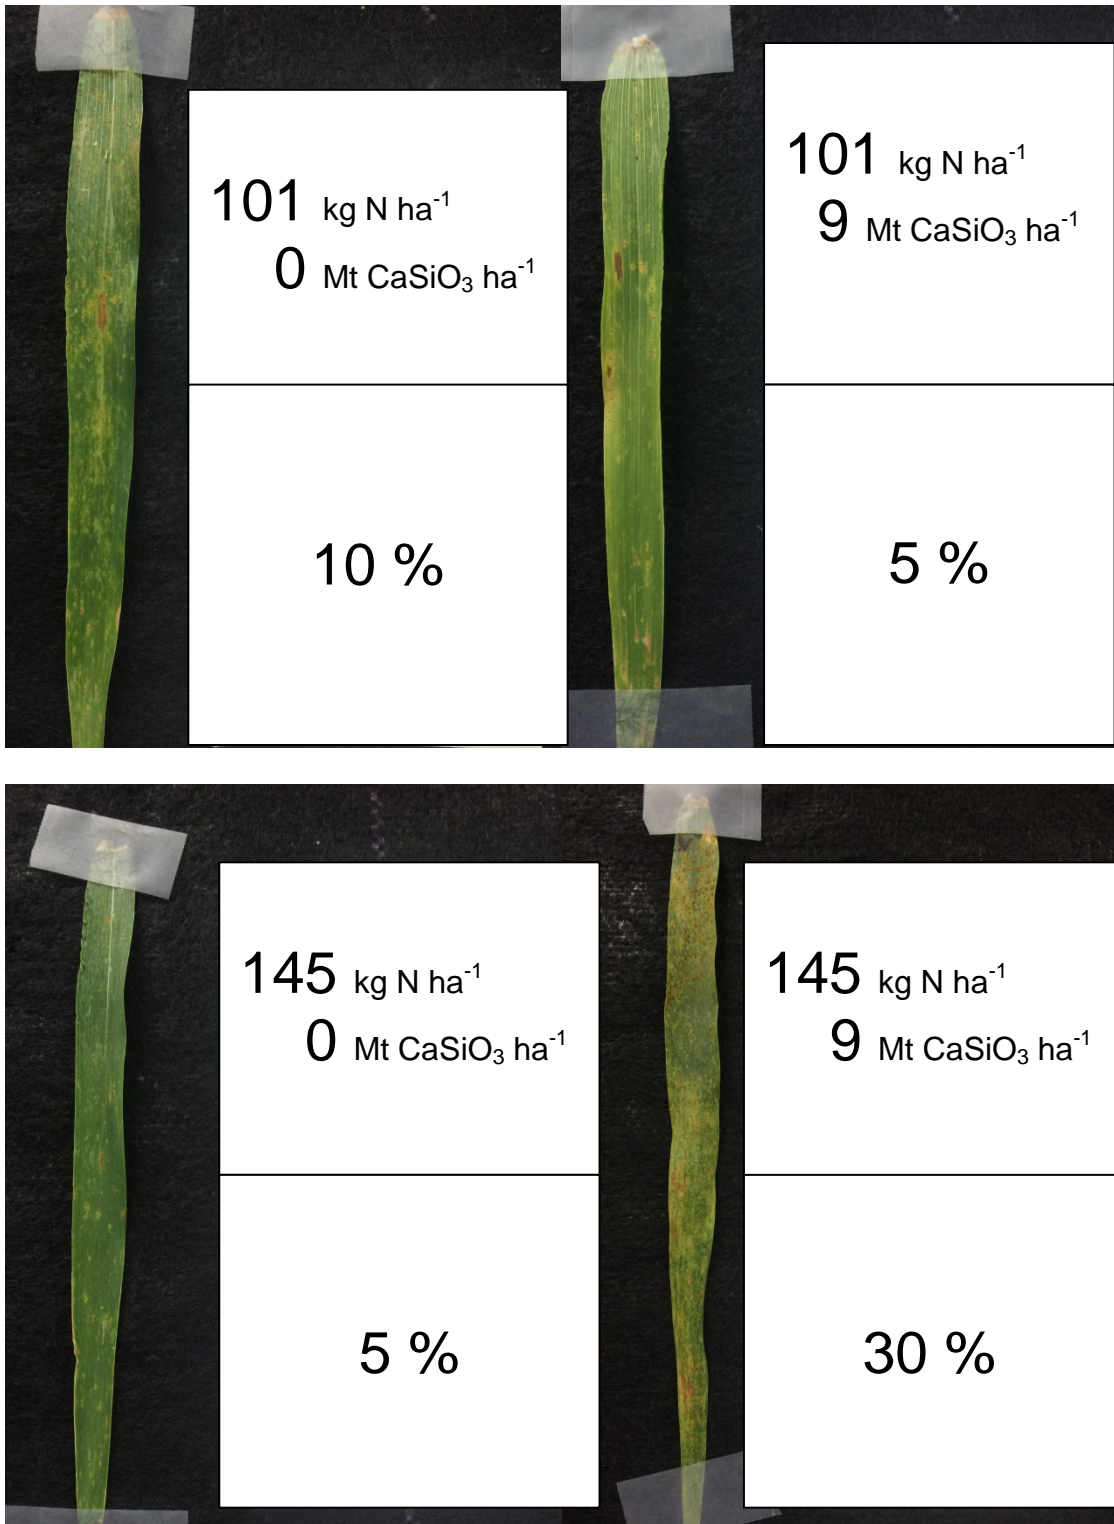 101 kg N ha⁻¹
0 Mt CaSiO₃ ha⁻¹
10 %
101 kg N ha⁻¹
9 Mt CaSiO₃ ha⁻¹
5 %
145 kg N ha⁻¹
0 Mt CaSiO₃ ha⁻¹
5 %
145 kg N ha⁻¹
9 Mt CaSiO₃ ha⁻¹
30 %